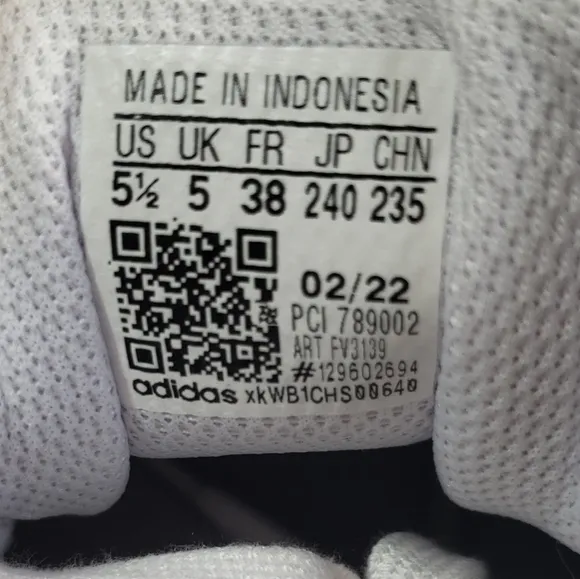 MADE IN INDONESIA
US UK FR JP CHN
5½ 5 38 240 235
02/22
PCI 789002
ART FV3139
#129602694
adidas xkWB1CHS00640